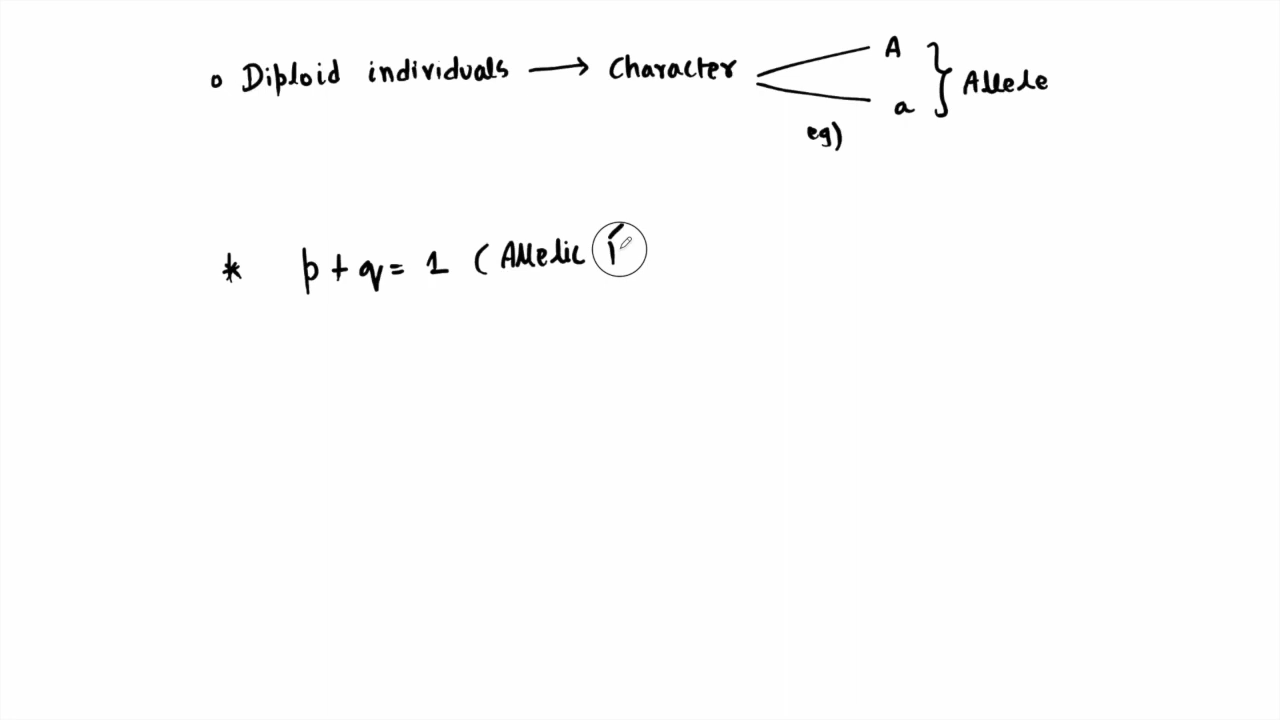 o Diploid individuals → Character A
a } Allele
eg)
* p + q = 1 ( Allelic